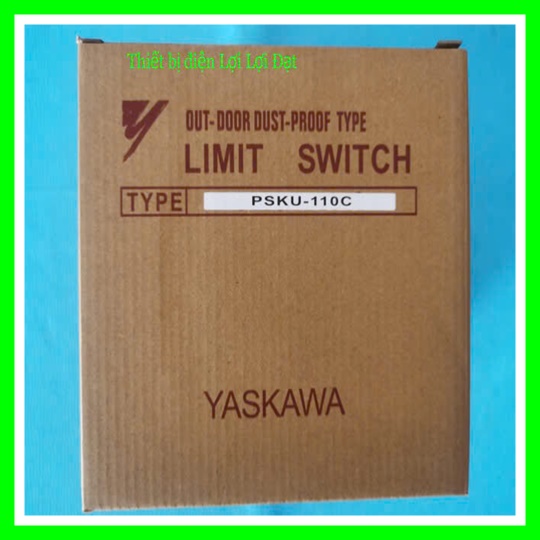 Thiết bị điện Lợi Lợi Đạt
OUT-DOOR DUST-PROOF TYPE
LIMIT SWITCH
TYPE PSKU-110C
YASKAWA